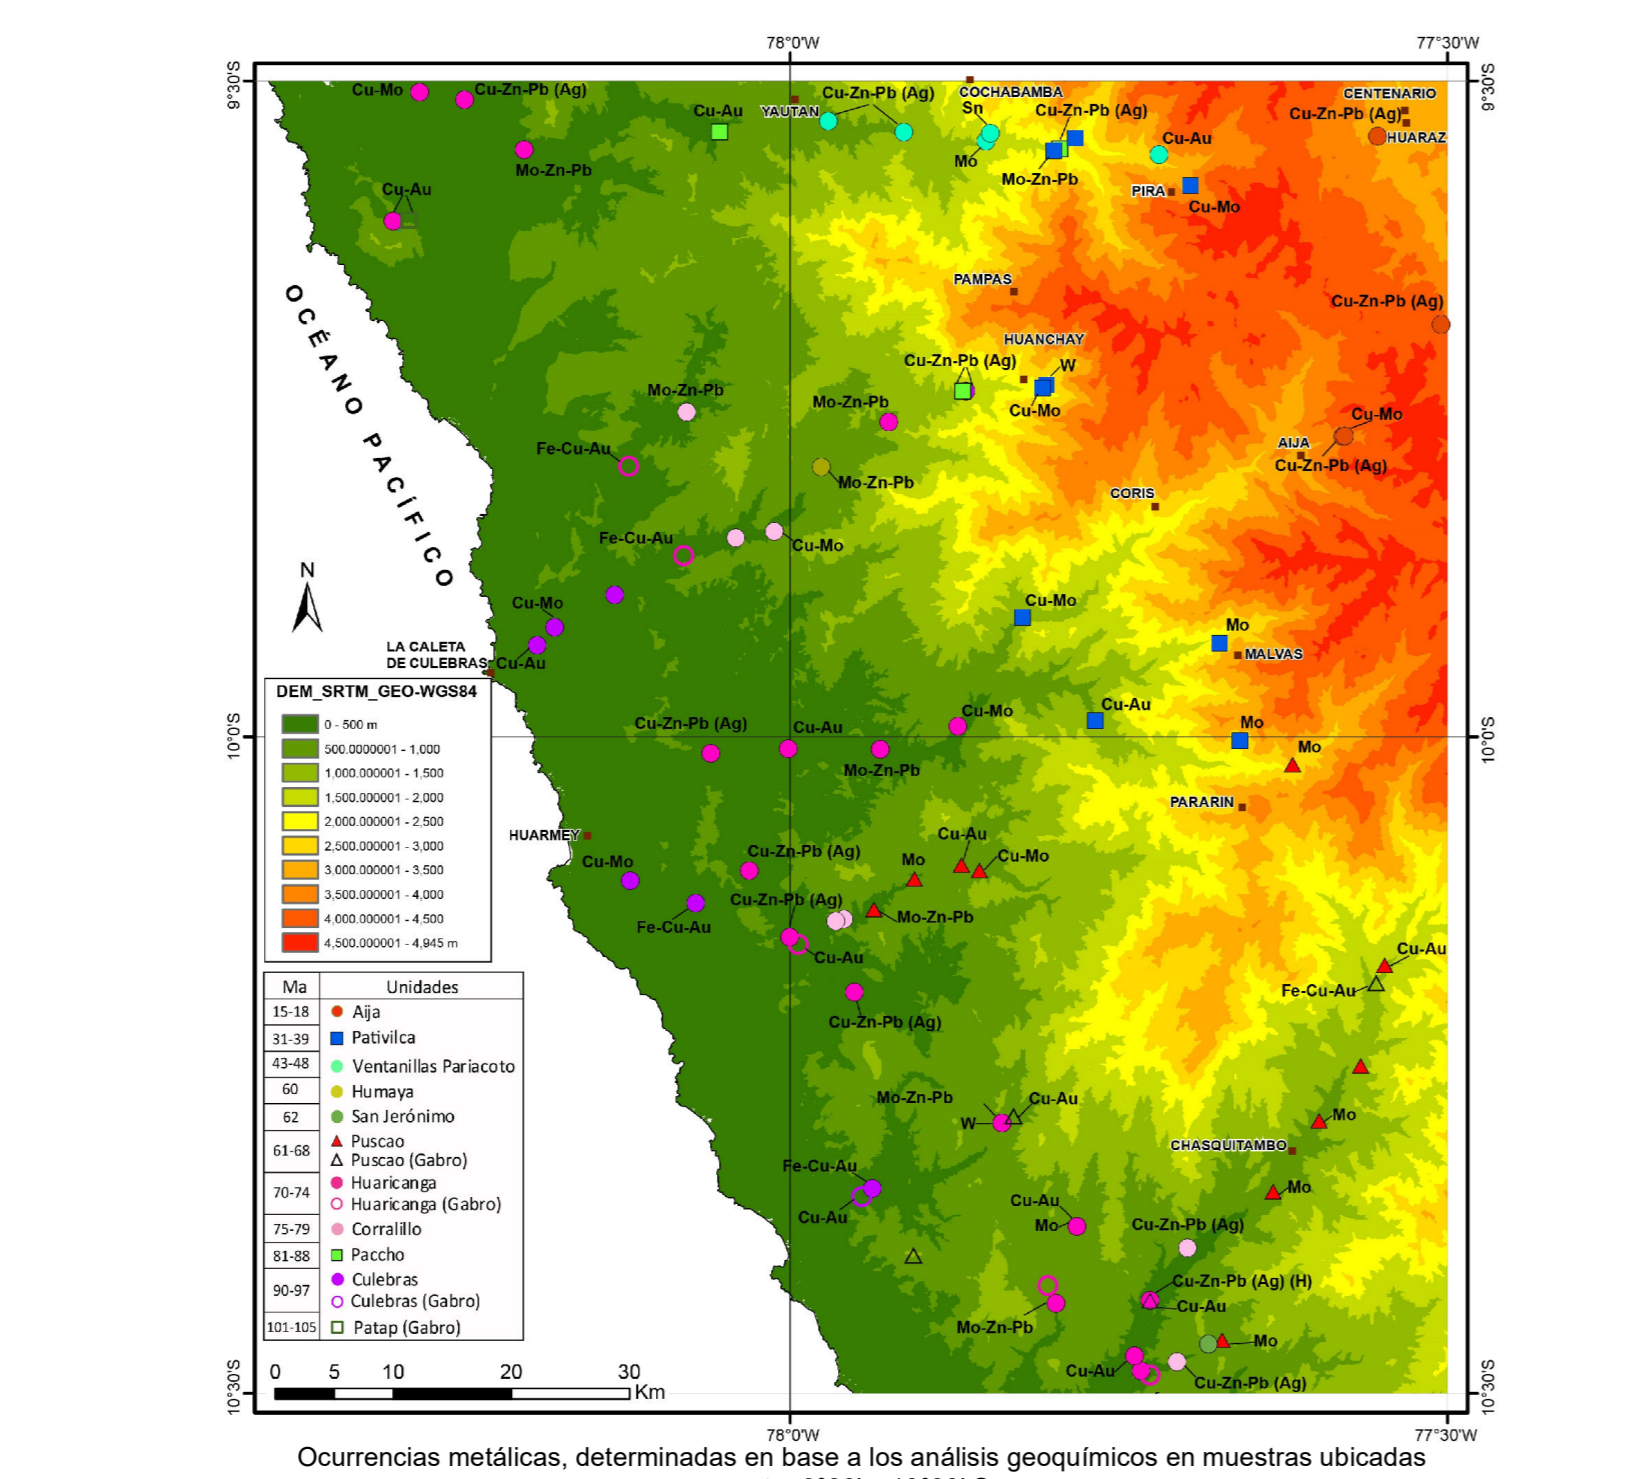 78°0'W
77°30'W
9°30'S
9°30'S
Cu-Mo
Cu-Zn-Pb (Ag)
Mo-Zn-Pb
Cu-Au
Cu-Au
YAUTAN
Cu-Zn-Pb (Ag)
COCHABAMBA
Sn
Mo
Cu-Zn-Pb (Ag)
Mo-Zn-Pb
Cu-Au
PIRA
Cu-Mo
CENTENARIO
Cu-Zn-Pb (Ag)
HUARAZ
OCÉANO PACÍFICO
PAMPAS
Cu-Zn-Pb (Ag)
HUANCHAY
Cu-Zn-Pb (Ag)
W
Cu-Mo
Mo-Zn-Pb
Mo-Zn-Pb
Cu-Mo
AIJA
Cu-Zn-Pb (Ag)
Fe-Cu-Au
Mo-Zn-Pb
CORIS
Fe-Cu-Au
Cu-Mo
N
Cu-Mo
Cu-Mo
Mo
LA CALETA
DE CULEBRAS
Cu-Au
MALVAS
Cu-Zn-Pb (Ag)
Cu-Au
Cu-Mo
Cu-Au
Mo
Mo
Mo-Zn-Pb
10°0'S
PARARIN
HUARMEY
Cu-Au
Cu-Mo
Cu-Zn-Pb (Ag)
Mo
Cu-Mo
Cu-Zn-Pb (Ag)
Mo-Zn-Pb
Fe-Cu-Au
Cu-Au
Cu-Au
Fe-Cu-Au
Cu-Zn-Pb (Ag)
Mo-Zn-Pb
Cu-Au
W
Mo
CHASQUITAMBO
Fe-Cu-Au
Mo
Cu-Au
Cu-Au
Mo
Cu-Zn-Pb (Ag)
Cu-Zn-Pb (Ag) (H)
Cu-Au
Mo-Zn-Pb
Mo
Cu-Au
Cu-Zn-Pb (Ag)
DEM_SRTM_GEO-WGS84
0 - 500 m
500.0000001 - 1,000
1,000.000001 - 1,500
1,500.000001 - 2,000
2,000.000001 - 2,500
2,500.000001 - 3,000
3,000.000001 - 3,500
3,500.000001 - 4,000
4,000.000001 - 4,500
4,500.000001 - 4,945 m
Ma Unidades
15-18 Aija
31-39 Pativilca
43-48 Ventanillas Pariacoto
60 Humaya
62 San Jerónimo
61-68 Puscao
Puscao (Gabro)
70-74 Huaricanga
Huaricanga (Gabro)
75-79 Corralillo
81-88 Paccho
90-97 Culebras
Culebras (Gabro)
101-105 Patap (Gabro)
0 5 10 20 30
Km
10°30'S
10°30'S
78°0'W
77°30'W
Ocurrencias metálicas, determinadas en base a los análisis geoquímicos en muestras ubicadas